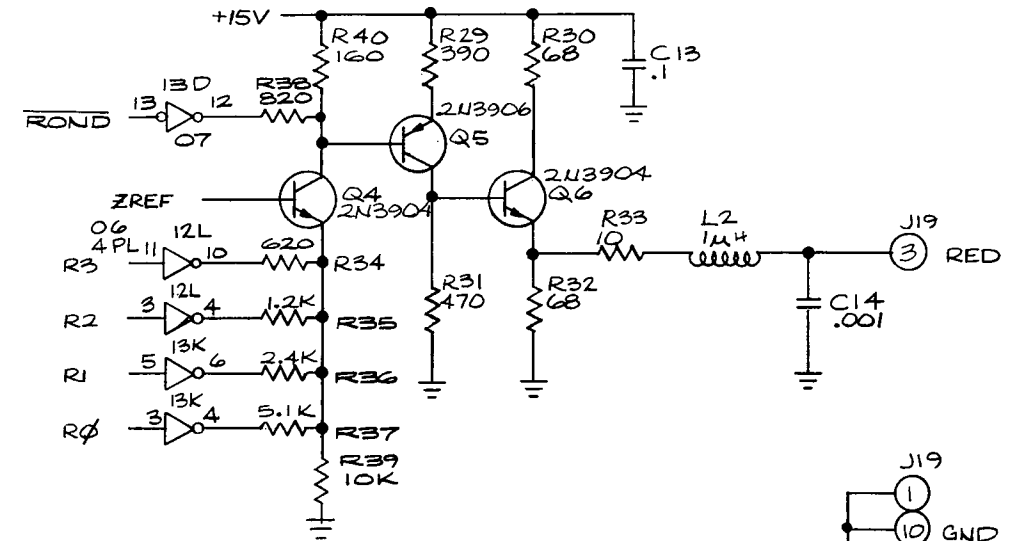 +15V
R40
160
R29
390
R30
68
C13
.1
13D
13 12
07
R38
820
ROND
2N3906
Q5
ZREF
Q4
2N3904
2N3904
Q6
06
4 PL
R3 11 12L 10 620 R34
R2 3 12L 4 1.2K R35
R1 5 13K 6 2.4K R36
RØ 3 13K 4 5.1K R37
R39
10K
R31
470
R32
68
R33
10
L2
1µH
C14
.001
J19
3 RED
J19
1
10 GND